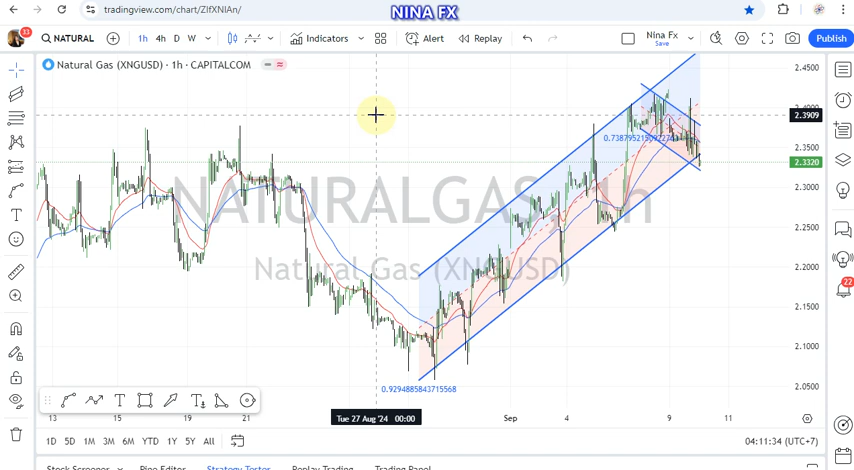 NINA FX
tradingview.com/chart/ZIfXNIAn/
33
NATURAL
1h 4h D W
Indicators
Alert
Replay
Nina Fx
Save
Publish
Natural Gas (XNGUSD) · 1h · CAPITALCOM
2.4500
2.4000
2.3909
2.3500
2.3320
2.3000
2.2500
2.2000
2.1500
2.1000
2.0500
NATURALGAS, 1h
Natural Gas (XNGUSD)
0.9294885843715568
22
13 15 19 21
Tue 27 Aug '24 00:00
Sep 4 9 11
1D 5D 1M 3M 6M YTD 1Y 5Y All
04:11:34 (UTC+7)
Stock Screener
Pine Editor
Strategy Tester
Replay Trading
Trading Panel